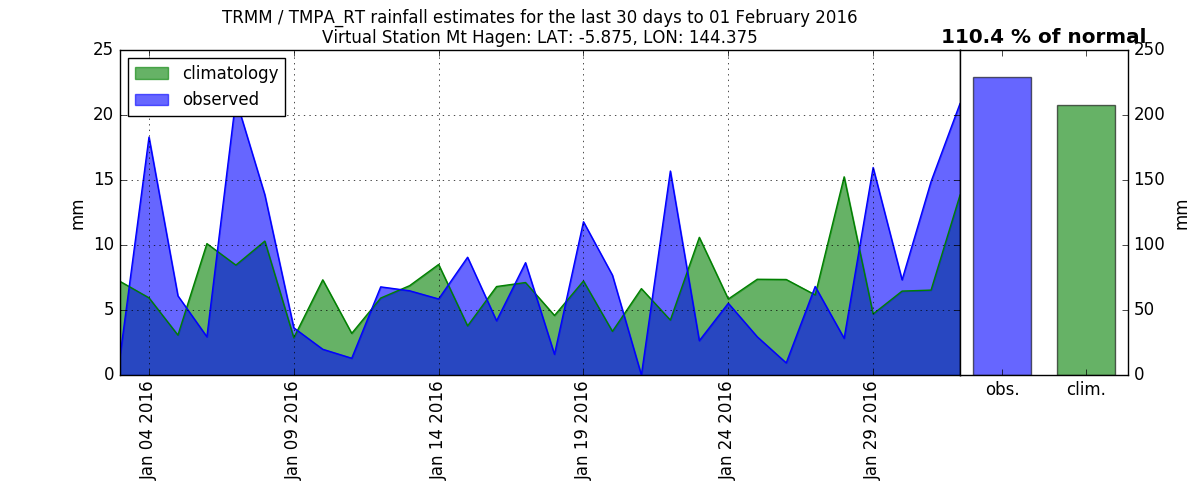 TRMM / TMPA_RT rainfall estimates for the last 30 days to 01 February 2016
Virtual Station Mt Hagen: LAT: -5.875, LON: 144.375
110.4 % of normal
climatology
observed
25
20
15
10
5
0
mm
Jan 04 2016
Jan 09 2016
Jan 14 2016
Jan 19 2016
Jan 24 2016
Jan 29 2016
obs.
clim.
250
200
150
100
50
0
mm